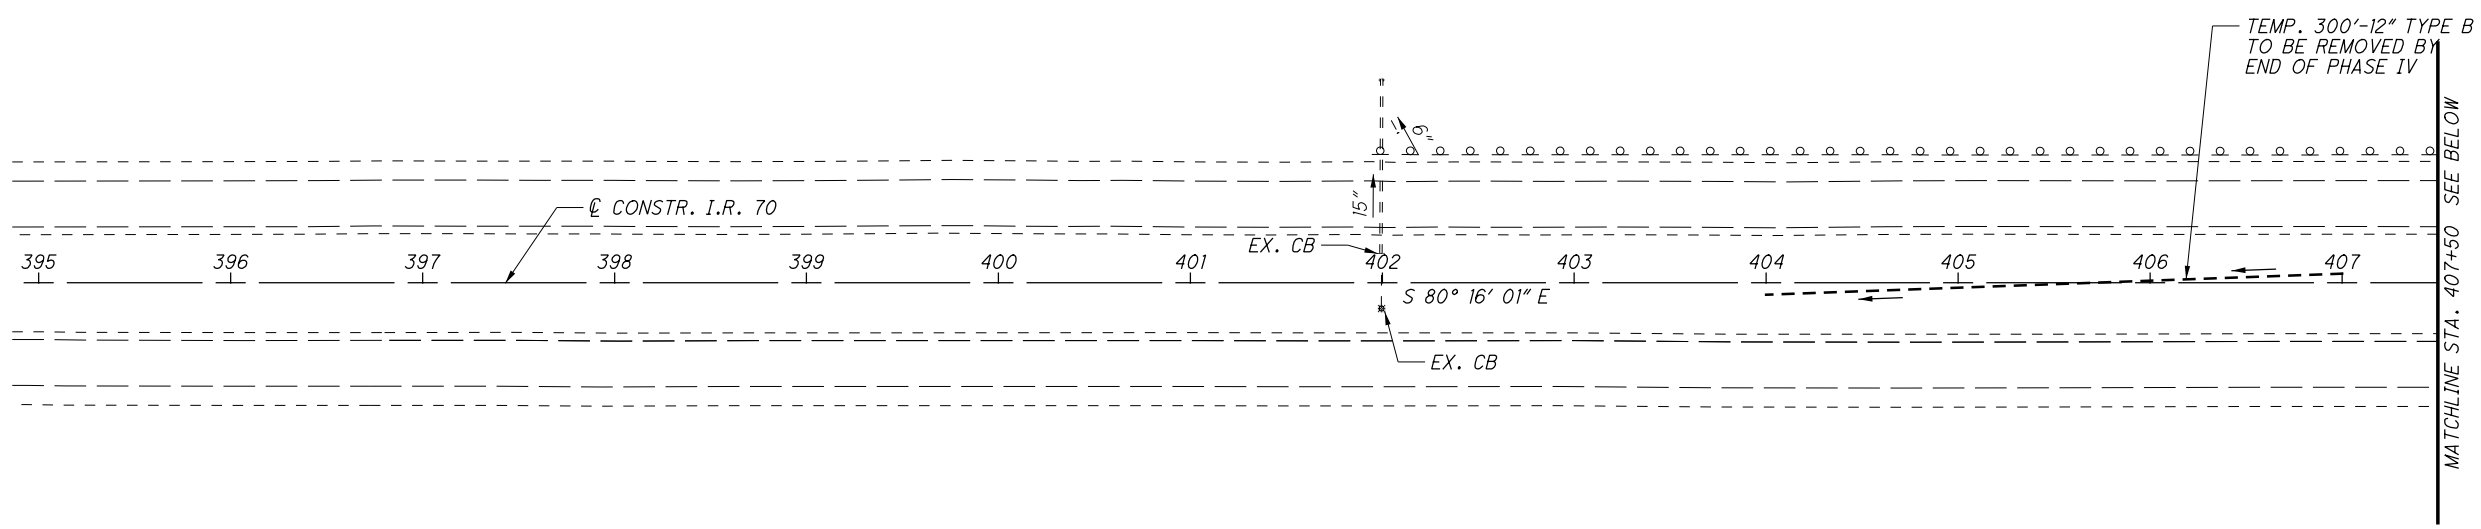 TEMP. 300'-12" TYPE B
TO BE REMOVED BY
END OF PHASE IV
6"
15"
℄ CONSTR. I.R. 70
EX. CB
395 396 397 398 399 400 401 402 403 404 405 406 407
S 80° 16' 01" E
EX. CB
MATCHLINE STA. 407+50 SEE BELOW